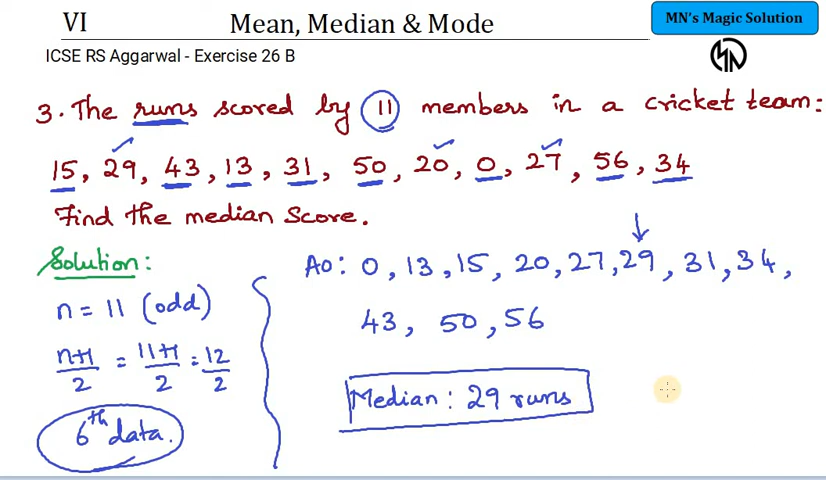 VI
Mean, Median & Mode
MN's Magic Solution
ICSE RS Aggarwal - Exercise 26 B
3. The runs scored by 11 members in a cricket team:
15, 29, 43, 13, 31, 50, 20, 0, 27, 56, 34
Find the median Score.
Solution:
n = 11 (odd)
n+1/2 = 11+1/2 = 12/2
6th data.
AO: 0, 13, 15, 20, 27, 29, 31, 34,
43, 50, 56
Median: 29 runs